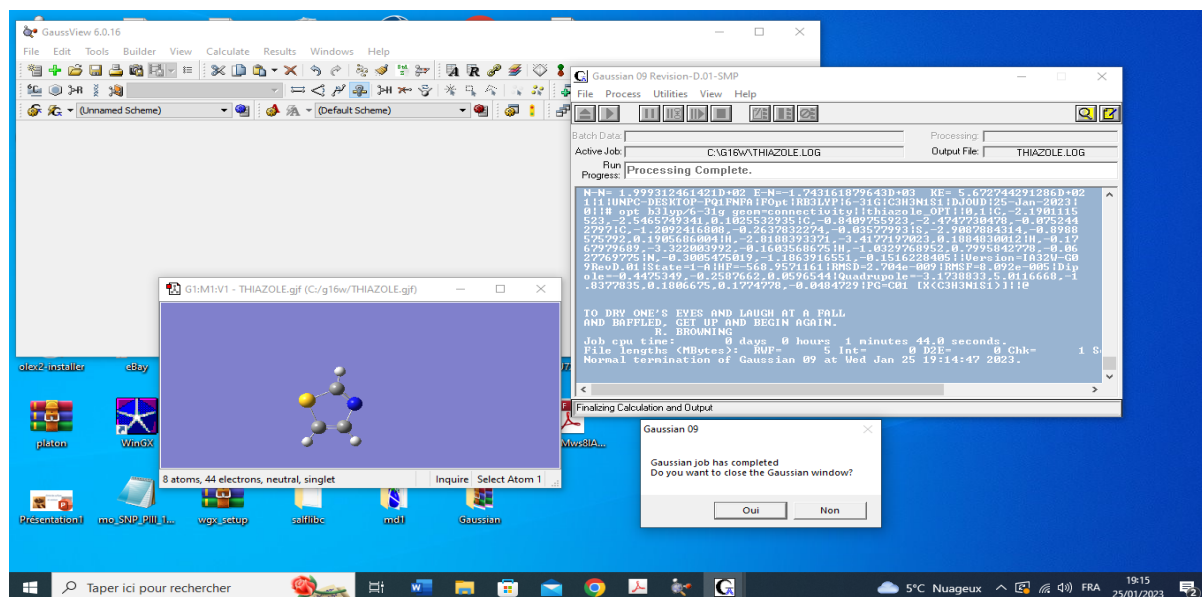 GaussView 6.0.16
File Edit Tools Builder View Calculate Results Windows Help
(Unnamed Scheme)
(Default Scheme)
Gaussian 09 Revision-D.01-SMP
File Process Utilities View Help
Batch Data:
Processing:
Active Job:
C:\G16W\THIAZOLE.LOG
Output File:
THIAZOLE.LOG
Run
Progress:
Processing Complete.
N-N= 1.999312461421D+02 E-N=-1.743161879643D+03 KE= 5.672744291286D+02
1|1|UNPC-DESKTOP-PQ1FNFA|FOpt|RB3LYP|6-31G|C3H3N1S1|DJOUD|25-Jan-2023|
0||# opt b3lyp/6-31g geom=connectivity||thiazole_OPT||0,1|C,-2.1901115
523,-2.5465749341,0.1025532935|C,-0.8409755923,-2.4747730478,-0.075244
2797|C,-1.2092416808,-0.2637832274,-0.03577993|S,-2.9087884314,-0.8988
575792,0.1905686004|H,-2.8188393371,-3.4177197023,0.1884830012|H,-0.17
67979689,-3.322003992,-0.1603568675|H,-1.0329768952,0.7995842778,-0.06
27769775|N,-0.3005475019,-1.1863916551,-0.1516228405||Version=IA32W-G0
9RevD.01|State=1-A|HF=-568.9571161|RMSD=2.704e-009|RMSF=8.092e-005|Dip
ole=-0.4475349,-0.2587662,0.0596544|Quadrupole=-3.1738833,5.0116668,-1
.8377835,0.1806675,0.1774778,-0.0484729|PG=C01 [X(C3H3N1S1)]||@
TO DRY ONE'S EYES AND LAUGH AT A FALL
AND BAFFLED, GET UP AND BEGIN AGAIN.
R. BROWNING
Job cpu time: 0 days 0 hours 1 minutes 44.0 seconds.
File lengths (MBytes): RWF= 5 Int= 0 D2E= 0 Chk= 1
Normal termination of Gaussian 09 at Wed Jan 25 19:14:47 2023.
Finalizing Calculation and Output
G1:M1:V1 - THIAZOLE.gjf (C:/g16w/THIAZOLE.gjf)
8 atoms, 44 electrons, neutral, singlet
Inquire Select Atom 1
Gaussian 09
Gaussian job has completed
Do you want to close the Gaussian window?
Oui
Non
olex2-installer
eBay
platon
WinGX
Présentation1
mo_SNP_PIII_1...
wgx_setup
salflibc
md1
Gaussian
Taper ici pour rechercher
5°C Nuageux
FRA
19:15
25/01/2023